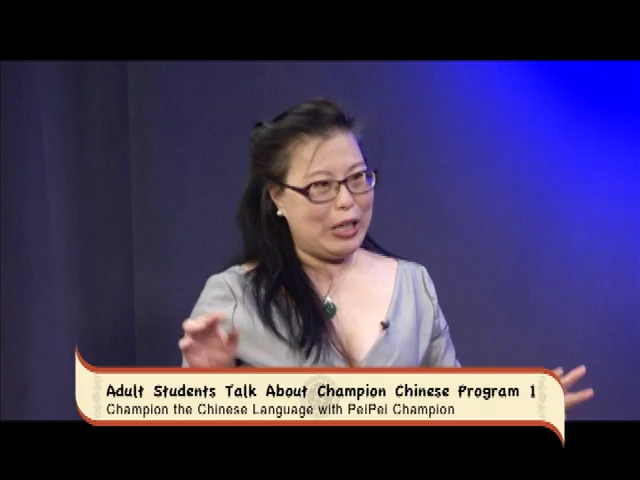 Adult Students Talk About Champion Chinese Program 1
Champion the Chinese Language with PeiPei Champion